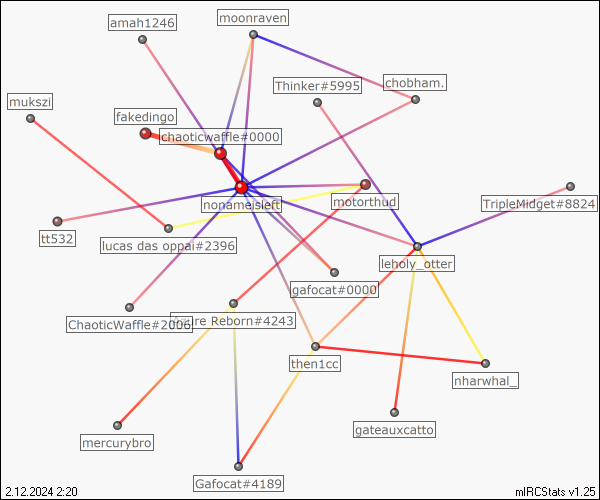 moonraven
amah1246
Thinker#5995
chobham.
mukszi
fakedingo
chaoticwaffle#0000
nonameisleft
motorthud
TripleMidget#8824
tt532
lucas das oppai#2396
leholy_otter
gafocat#0000
ChaoticWaffle#2006
Reborn#4243
then1cc
nharwhal_
gateauxcatto
mercurybro
Gafocat#4189
2.12.2024 2:20
mIRCStats v1.25